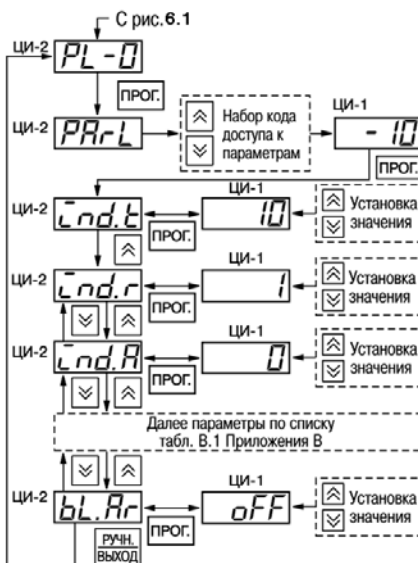 С рис.6.1
ЦИ-2 PL-0
ПРОГ.
ЦИ-2 PArL
Набор кода
доступа к
параметрам
ЦИ-1
-10
ПРОГ.
ЦИ-2 ind.t
ПРОГ.
ЦИ-1
10
Установка
значения
ЦИ-2 ind.r
ПРОГ.
ЦИ-1
1
Установка
значения
ЦИ-2 ind.A
ПРОГ.
ЦИ-1
0
Установка
значения
Далее параметры по списку
табл. В.1 Приложения В
ЦИ-2 bL.Ar
ПРОГ.
ЦИ-1
oFF
Установка
значения
РУЧН.
ВЫХОД